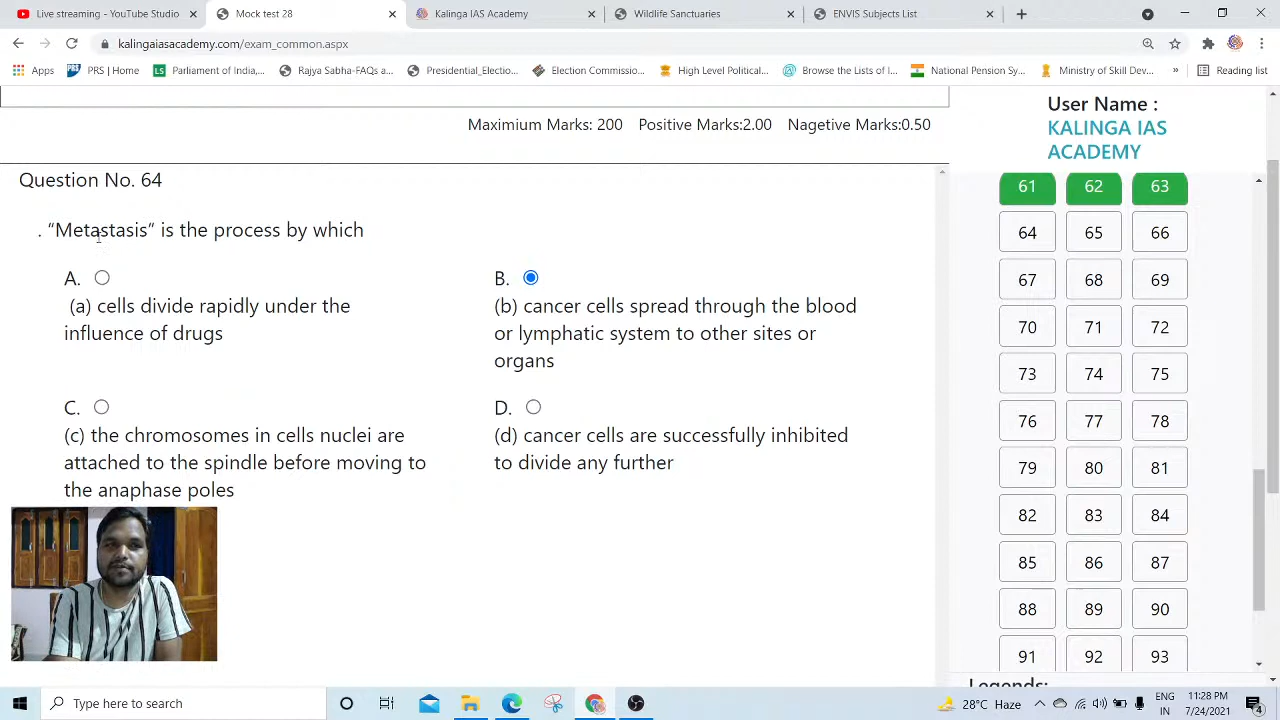 Live streaming - YouTube Studio
Mock test 28
Kalinga IAS Academy
Wildlife Sanctuaries
ENVIS Subjects List
kalingaiasacademy.com/exam_common.aspx
Apps
PRS | Home
Parliament of India,...
Rajya Sabha-FAQs a...
Presidential_Electio...
Election Commissio...
High Level Political...
Browse the Lists of I...
National Pension Sy...
Ministry of Skill Dev...
»
Reading list
Maximium Marks: 200 Positive Marks:2.00 Nagetive Marks:0.50
User Name :
KALINGA IAS
ACADEMY
Question No. 64
. “Metastasis” is the process by which
A.
(a) cells divide rapidly under the
influence of drugs
B.
(b) cancer cells spread through the blood
or lymphatic system to other sites or
organs
C.
(c) the chromosomes in cells nuclei are
attached to the spindle before moving to
the anaphase poles
D.
(d) cancer cells are successfully inhibited
to divide any further
61 62 63
64 65 66
67 68 69
70 71 72
73 74 75
76 77 78
79 80 81
82 83 84
85 86 87
88 89 90
91 92 93
Legends:
Type here to search
28°C Haze
ENG
IN
11:28 PM
7/24/2021
4